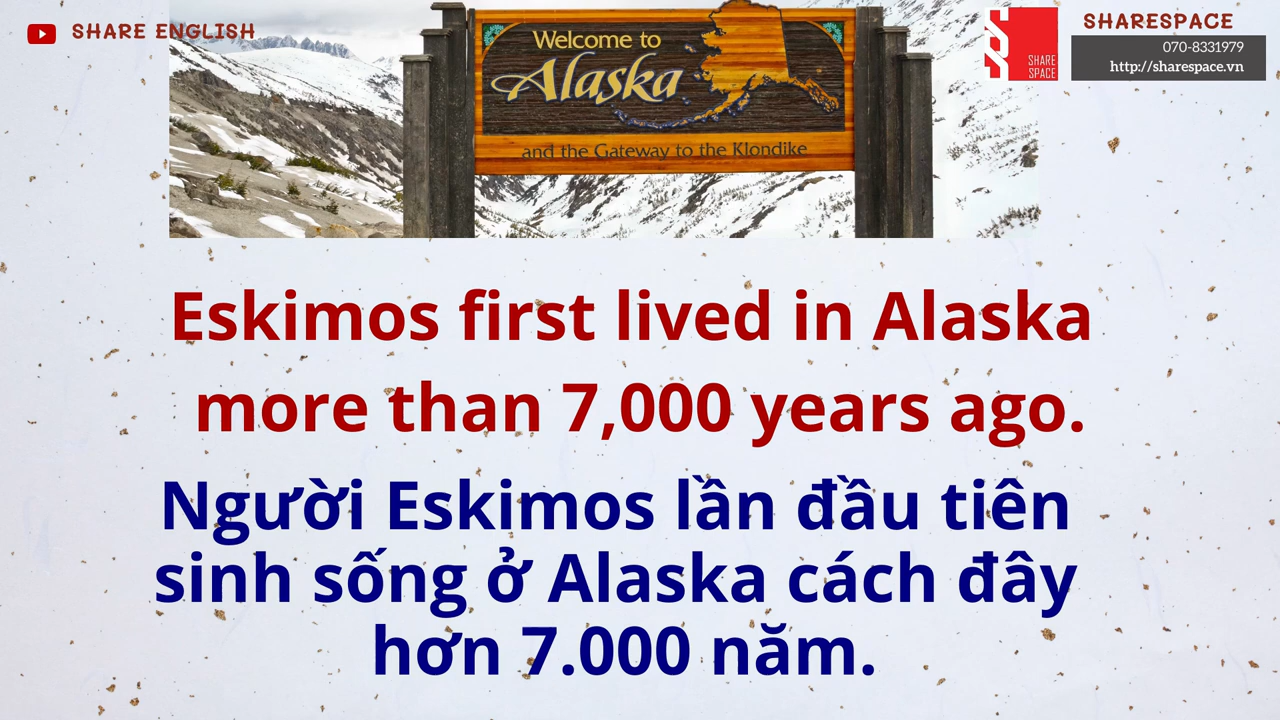 SHARE ENGLISH
Welcome to
Alaska
and the Gateway to the Klondike
SHARE
SPACE
SHARESPACE
070-8331979
http://sharespace.vn
Eskimos first lived in Alaska
more than 7,000 years ago.
Người Eskimos lần đầu tiên
sinh sống ở Alaska cách đây
hơn 7.000 năm.